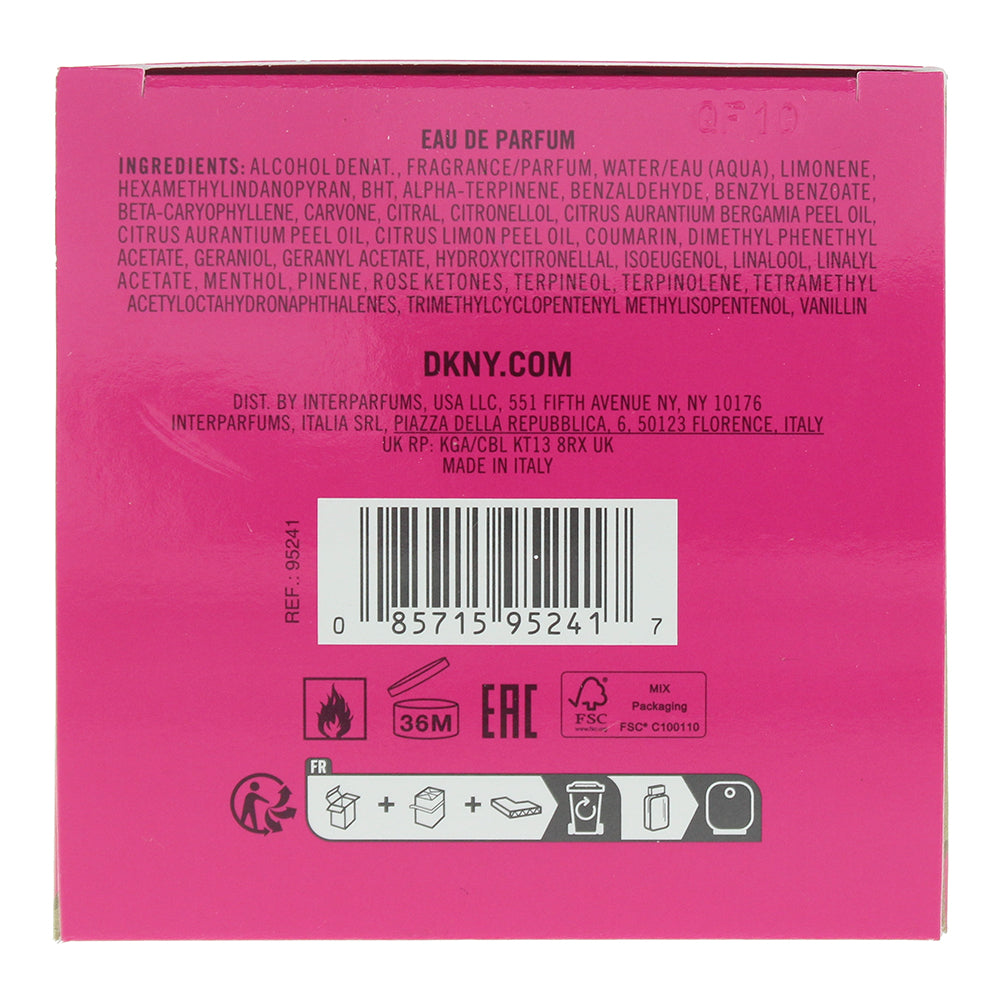 QF10
EAU DE PARFUM
INGREDIENTS: ALCOHOL DENAT., FRAGRANCE/PARFUM, WATER/EAU (AQUA), LIMONENE,
HEXAMETHYLINDANOPYRAN, BHT, ALPHA-TERPINENE, BENZALDEHYDE, BENZYL BENZOATE,
BETA-CARYOPHYLLENE, CARVONE, CITRAL, CITRONELLOL, CITRUS AURANTIUM BERGAMIA PEEL OIL,
CITRUS AURANTIUM PEEL OIL, CITRUS LIMON PEEL OIL, COUMARIN, DIMETHYL PHENETHYL
ACETATE, GERANIOL, GERANYL ACETATE, HYDROXYCITRONELLAL, ISOEUGENOL, LINALOOL, LINALYL
ACETATE, MENTHOL, PINENE, ROSE KETONES, TERPINEOL, TERPINOLENE, TETRAMETHYL
ACETYLOCTAHYDRONAPHTHALENES, TRIMETHYLCYCLOPENTENYL METHYLISOPENTENOL, VANILLIN
DKNY.COM
DIST. BY INTERPARFUMS, USA LLC, 551 FIFTH AVENUE NY, NY 10176
INTERPARFUMS, ITALIA SRL, PIAZZA DELLA REPUBBLICA, 6, 50123 FLORENCE, ITALY
UK RP: KGA/CBL KT13 8RX UK
MADE IN ITALY
REF.: 95241
0 85715 95241 7
36M
EAC
FSC
www.fsc.org
MIX
Packaging
FSC® C100110
FR